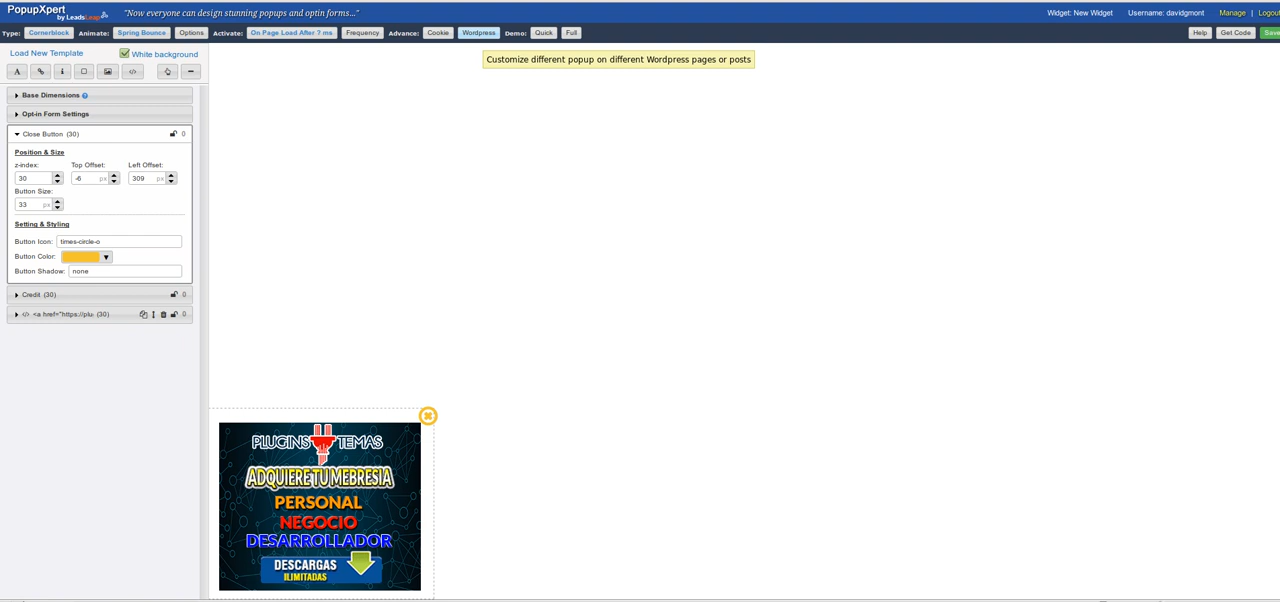 PopupXpert
by LeadsLeap
"Now everyone can design stunning popups and optin forms..."
Widget: New Widget Username: davidgmont Manage | Logout
Type: Cornerblock Animate: Spring Bounce Options Activate: On Page Load After ? ms Frequency Advance: Cookie Wordpress Demo: Quick Full Help Get Code Save
Load New Template White background
Customize different popup on different Wordpress pages or posts
A i </>
Base Dimensions ?
Opt-in Form Settings
Close Button (30) 0
Position & Size
z-index: Top Offset: Left Offset:
30 -6 px 309 px
Button Size:
33 px
Setting & Styling
Button Icon: times-circle-o
Button Color:
Button Shadow: none
Credit (30) 0
</> <a href="https://plu (30) 0
PLUGINS TEMAS
ADQUIERE TU MEBRESIA
PERSONAL
NEGOCIO
DESARROLLADOR
DESCARGAS
ILIMITADAS